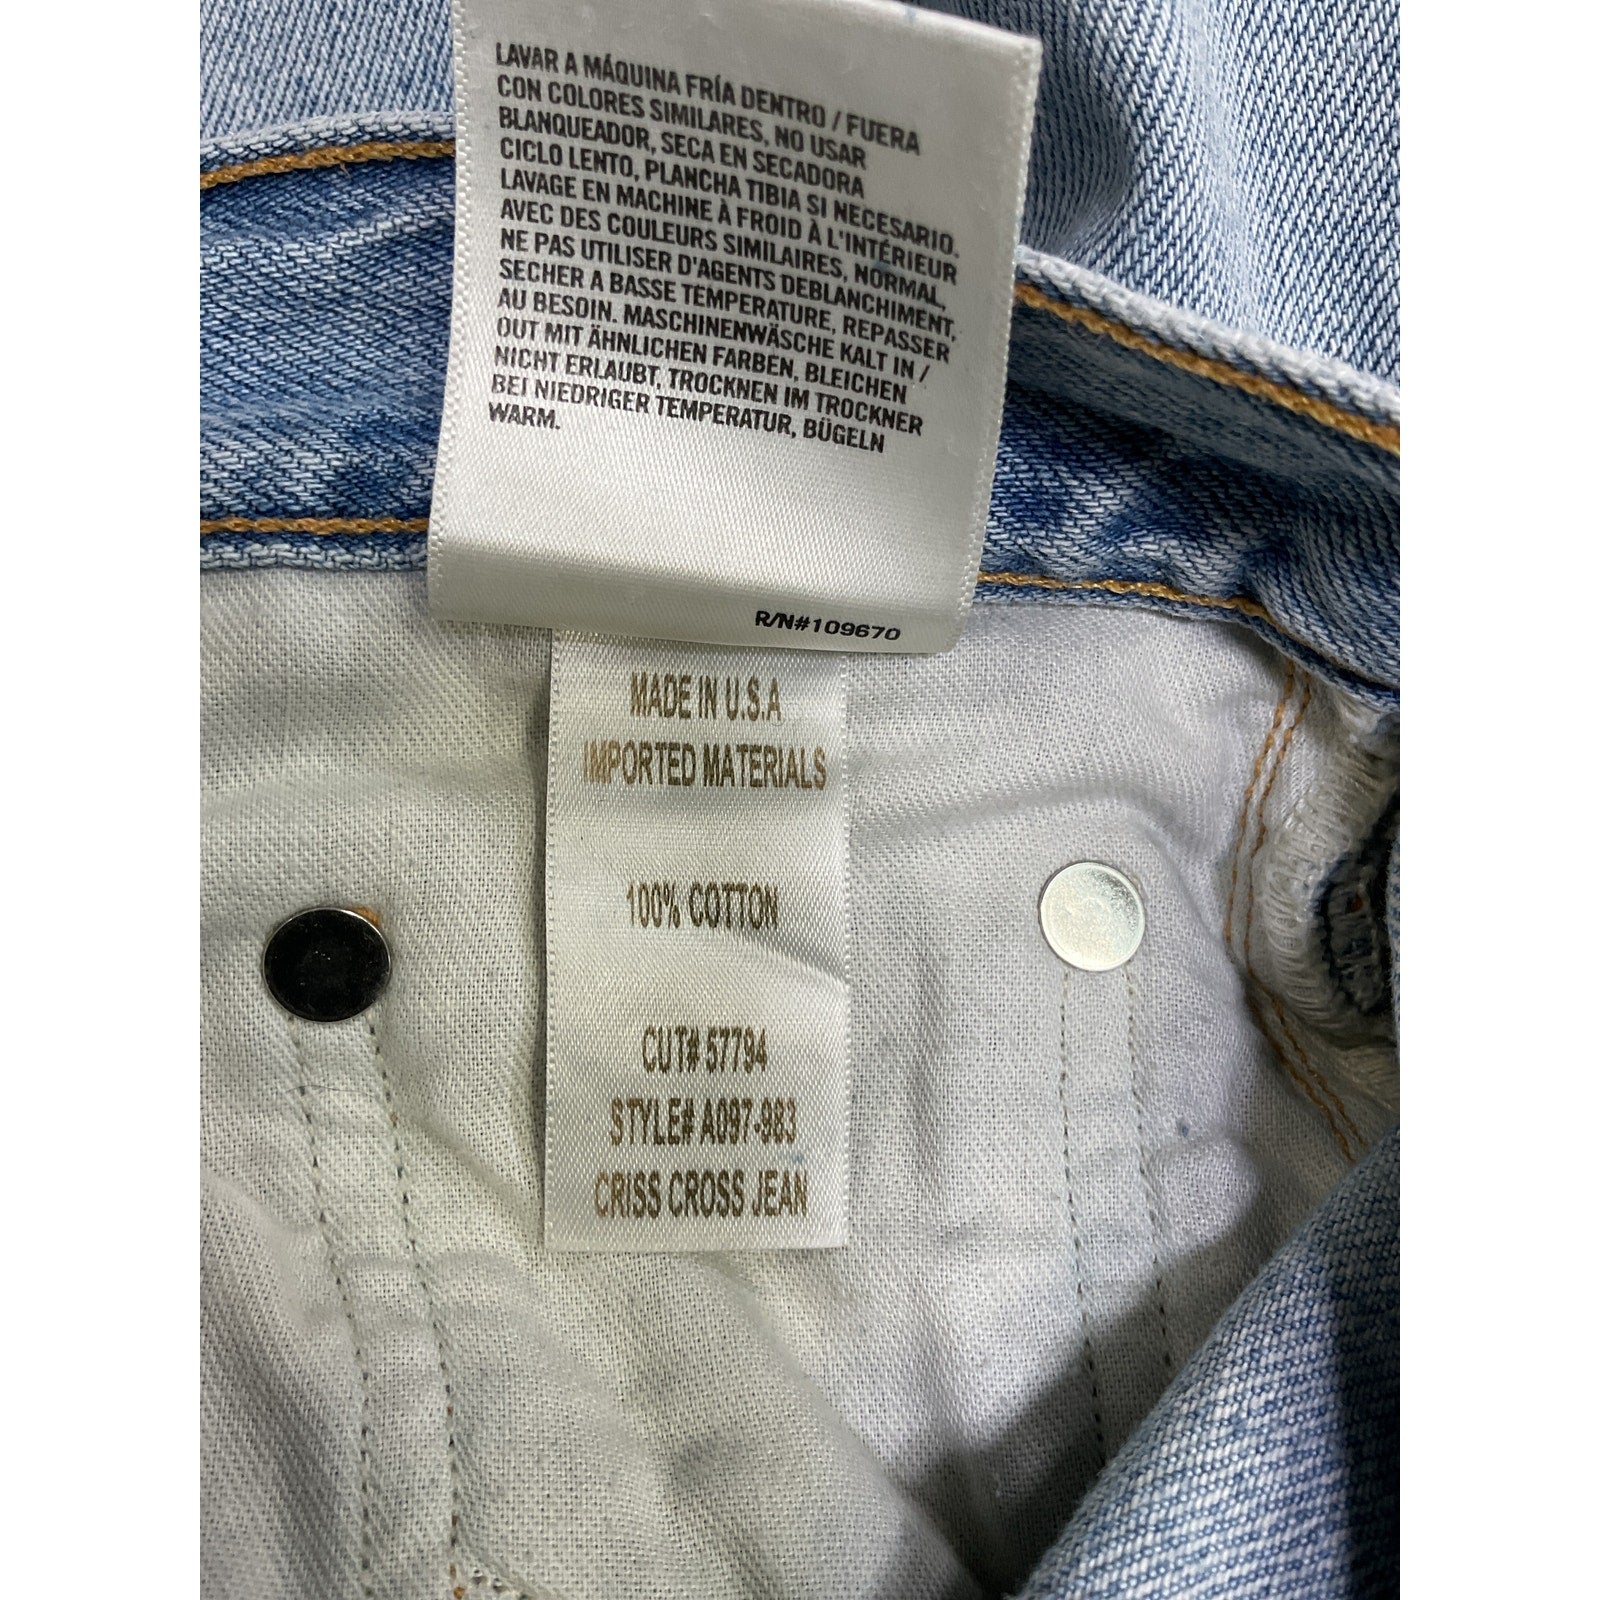 LAVAR A MÁQUINA FRÍA DENTRO / FUERA
CON COLORES SIMILARES, NO USAR
BLANQUEADOR, SECA EN SECADORA
CICLO LENTO, PLANCHA TIBIA SI NECESARIO.
LAVAGE EN MACHINE À FROID À L'INTÉRIEUR
AVEC DES COULEURS SIMILAIRES, NORMAL,
NE PAS UTILISER D'AGENTS DEBLANCHIMENT,
SECHER A BASSE TEMPERATURE, REPASSER
AU BESOIN. MASCHINENWÄSCHE KALT IN /
OUT MIT ÄHNLICHEN FARBEN, BLEICHEN
NICHT ERLAUBT, TROCKNEN IM TROCKNER
BEI NIEDRIGER TEMPERATUR, BÜGELN
WARM.
R/N#109670
MADE IN U.S.A
IMPORTED MATERIALS
100% COTTON
CUT# 57794
STYLE# A097-983
CRISS CROSS JEAN